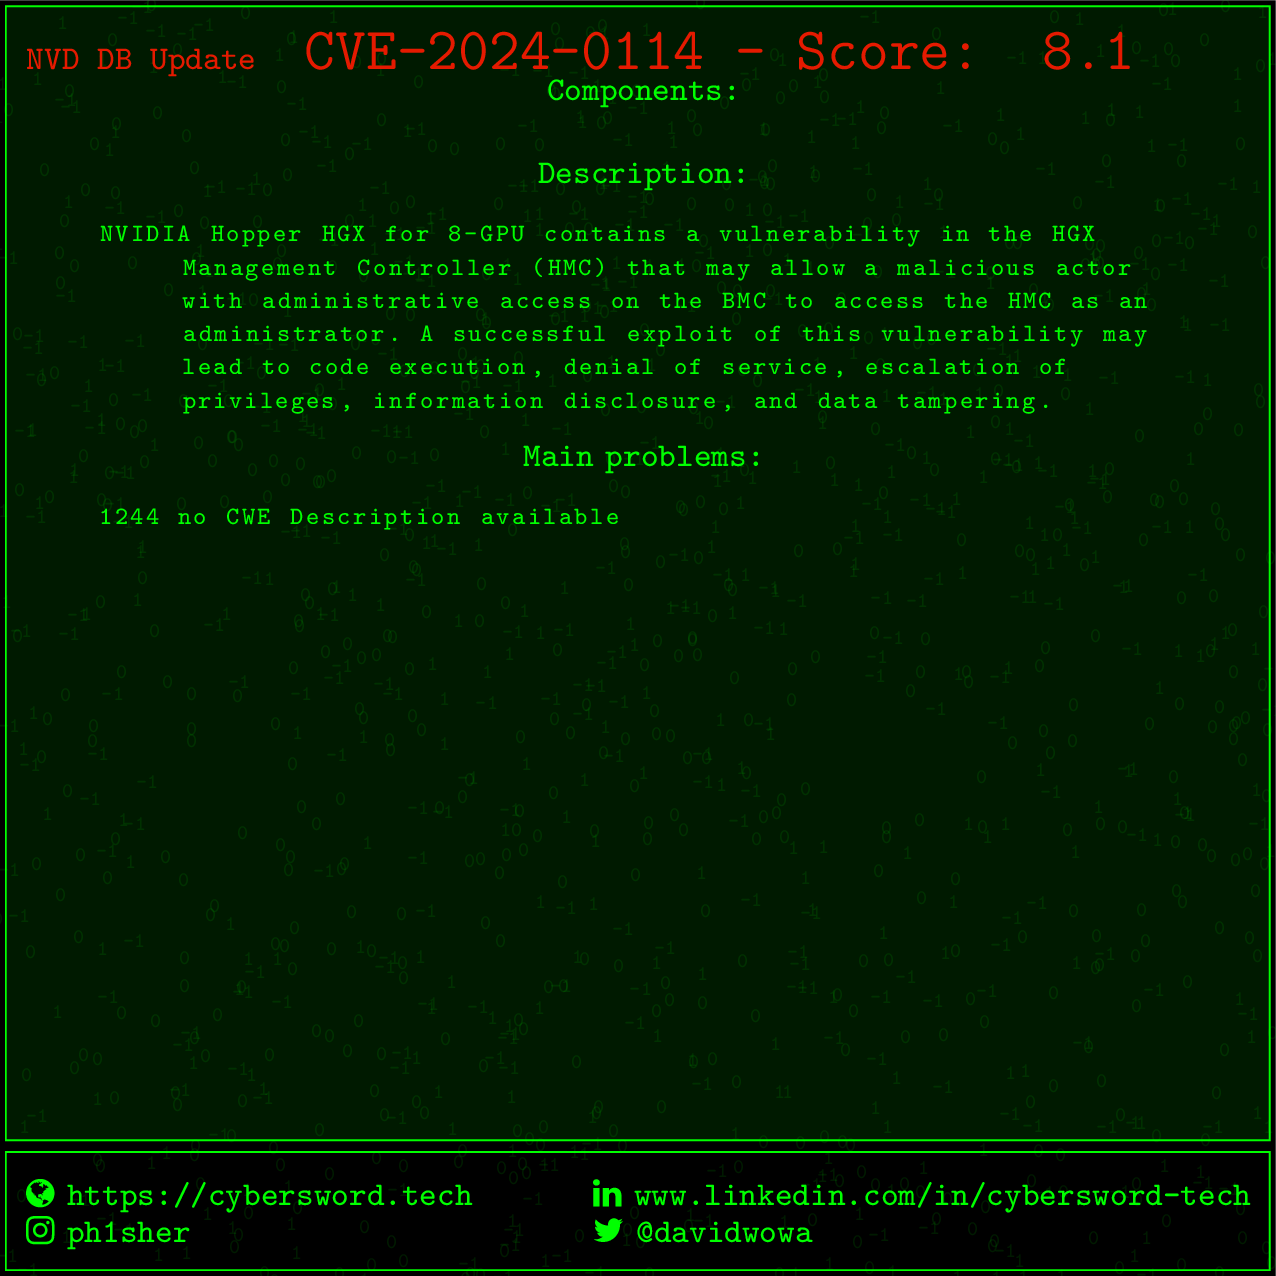 NVD DB Update CVE-2024-0114 - Score: 8.1
Components:
Description:
NVIDIA Hopper HGX for 8-GPU contains a vulnerability in the HGX
Management Controller (HMC) that may allow a malicious actor
with administrative access on the BMC to access the HMC as an
administrator. A successful exploit of this vulnerability may
lead to code execution, denial of service, escalation of
privileges, information disclosure, and data tampering.
Main problems:
1244 no CWE Description available
https://cybersword.tech
www.linkedin.com/in/cybersword-tech
ph1sher
@davidwowa